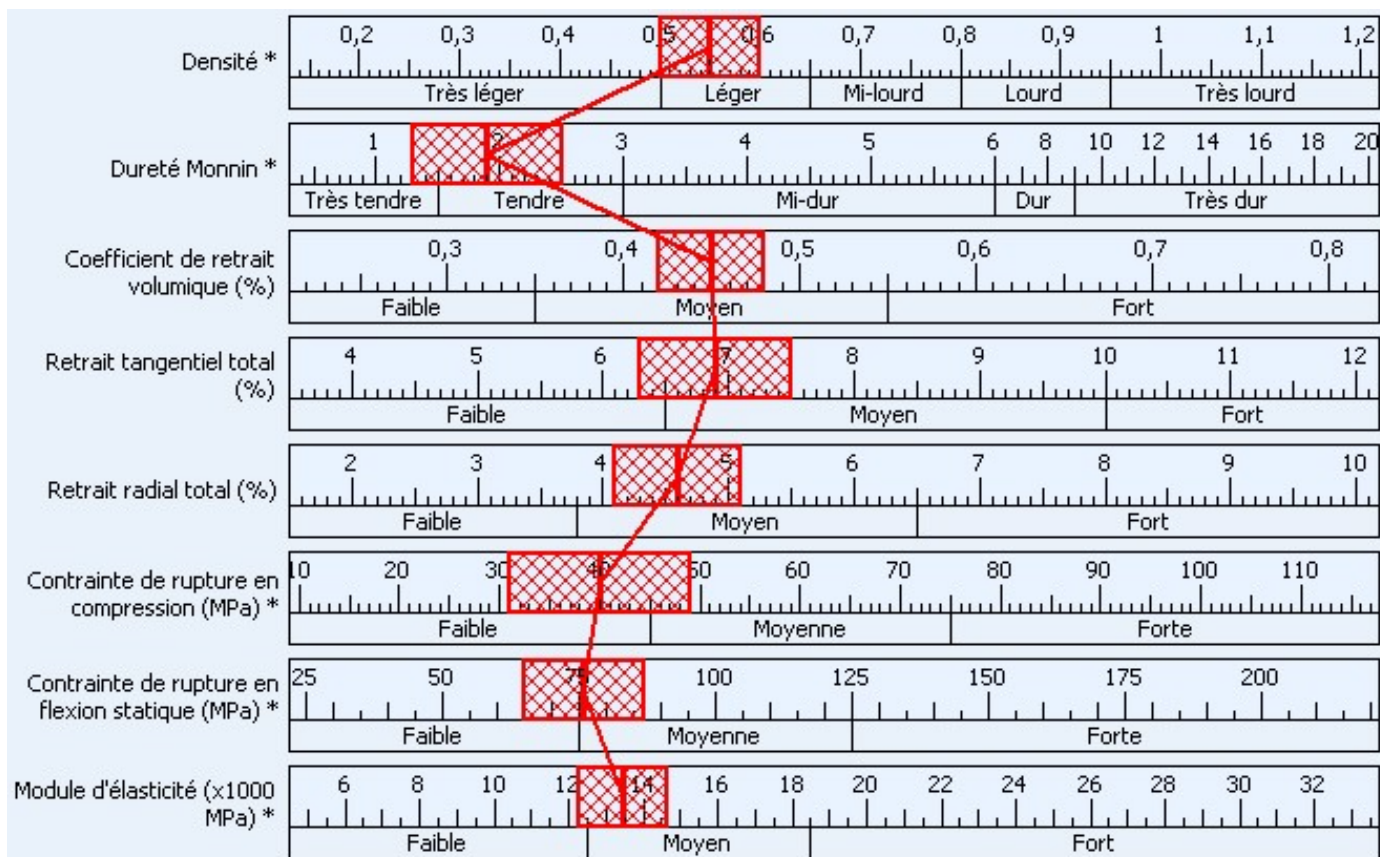 0,2 0,3 0,4 0,5 0,6 0,7 0,8 0,9 1 1,1 1,2
Densité *
Très léger Léger Mi-lourd Lourd Très lourd
1 2 3 4 5 6 8 10 12 14 16 18 20
Dureté Monnin *
Très tendre Tendre Mi-dur Dur Très dur
0,3 0,4 0,5 0,6 0,7 0,8
Coefficient de retrait
volumique (%)
Faible Moyen Fort
4 5 6 7 8 9 10 11 12
Retrait tangentiel total
(%)
Faible Moyen Fort
2 3 4 5 6 7 8 9 10
Retrait radial total (%)
Faible Moyen Fort
10 20 30 40 50 60 70 80 90 100 110
Contrainte de rupture en
compression (MPa) *
Faible Moyenne Forte
25 50 75 100 125 150 175 200
Contrainte de rupture en
flexion statique (MPa) *
Faible Moyenne Forte
6 8 10 12 14 16 18 20 22 24 26 28 30 32
Module d'élasticité (x1000
MPa) *
Faible Moyen Fort